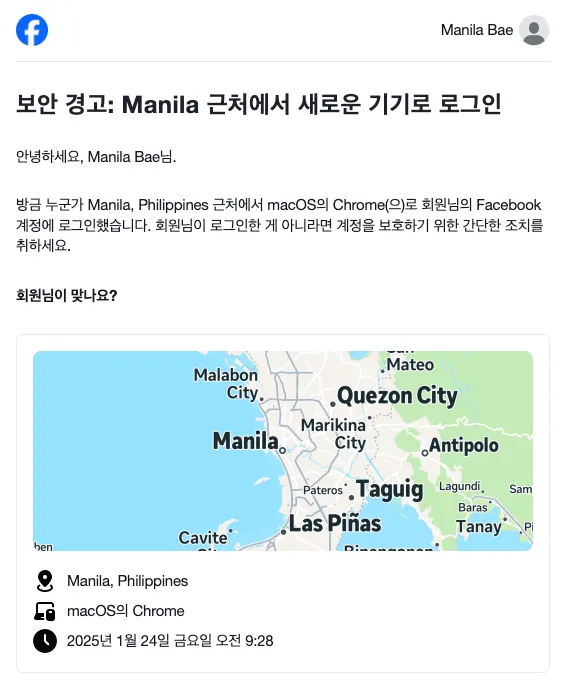 Manila Bae
보안 경고: Manila 근처에서 새로운 기기로 로그인
안녕하세요, Manila Bae님.
방금 누군가 Manila, Philippines 근처에서 macOS의 Chrome(으)로 회원님의 Facebook
계정에 로그인했습니다. 회원님이 로그인한 게 아니라면 계정을 보호하기 위한 간단한 조치를
취하세요.
회원님이 맞나요?
San
Mateo
Malabon
City
Quezon City
Marikina
City
Manila
Antipolo
Pateros
Taguig
Lagundi
Sam
Baras
Las Piñas
Tanay
Pi
Cavite
City
Binangonan
ben
Manila, Philippines
macOS의 Chrome
2025년 1월 24일 금요일 오전 9:28